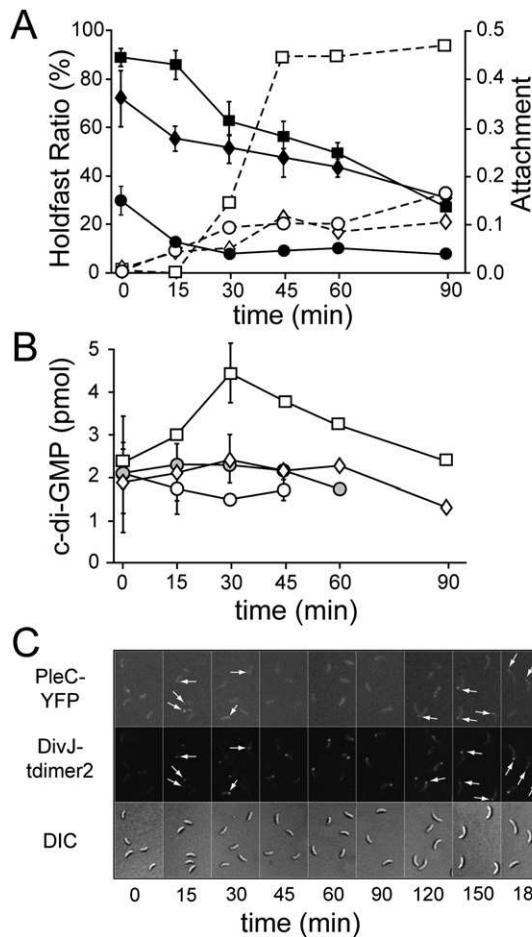 A
Holdfast Ratio (%)
100
80
60
40
20
0
0.5
0.4
0.3
0.2
0.1
0.0
Attachment
0 15 30 45 60 90
time (min)
B
c-di-GMP (pmol)
5
4
3
2
1
0
0 15 30 45 60 90
time (min)
C
PleC-
YFP
DivJ-
tdimer2
DIC
0 15 30 45 60 90 120 150 18
time (min)